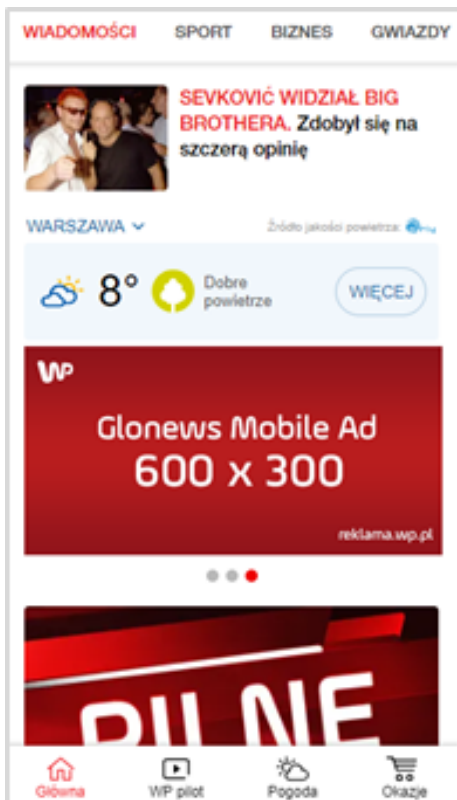 WIADOMOŚCI SPORT BIZNES GWIAZDY
SEVKOVIĆ WIDZIAŁ BIG
BROTHERA. Zdobył się na
szczerą opinię
WARSZAWA
Źródło jakości powietrza:
8°
Dobre
powietrze
WIĘCEJ
WP
Glonews Mobile Ad
600 x 300
reklama.wp.pl
PILNE
Główna WP pilot Pogoda Okazje